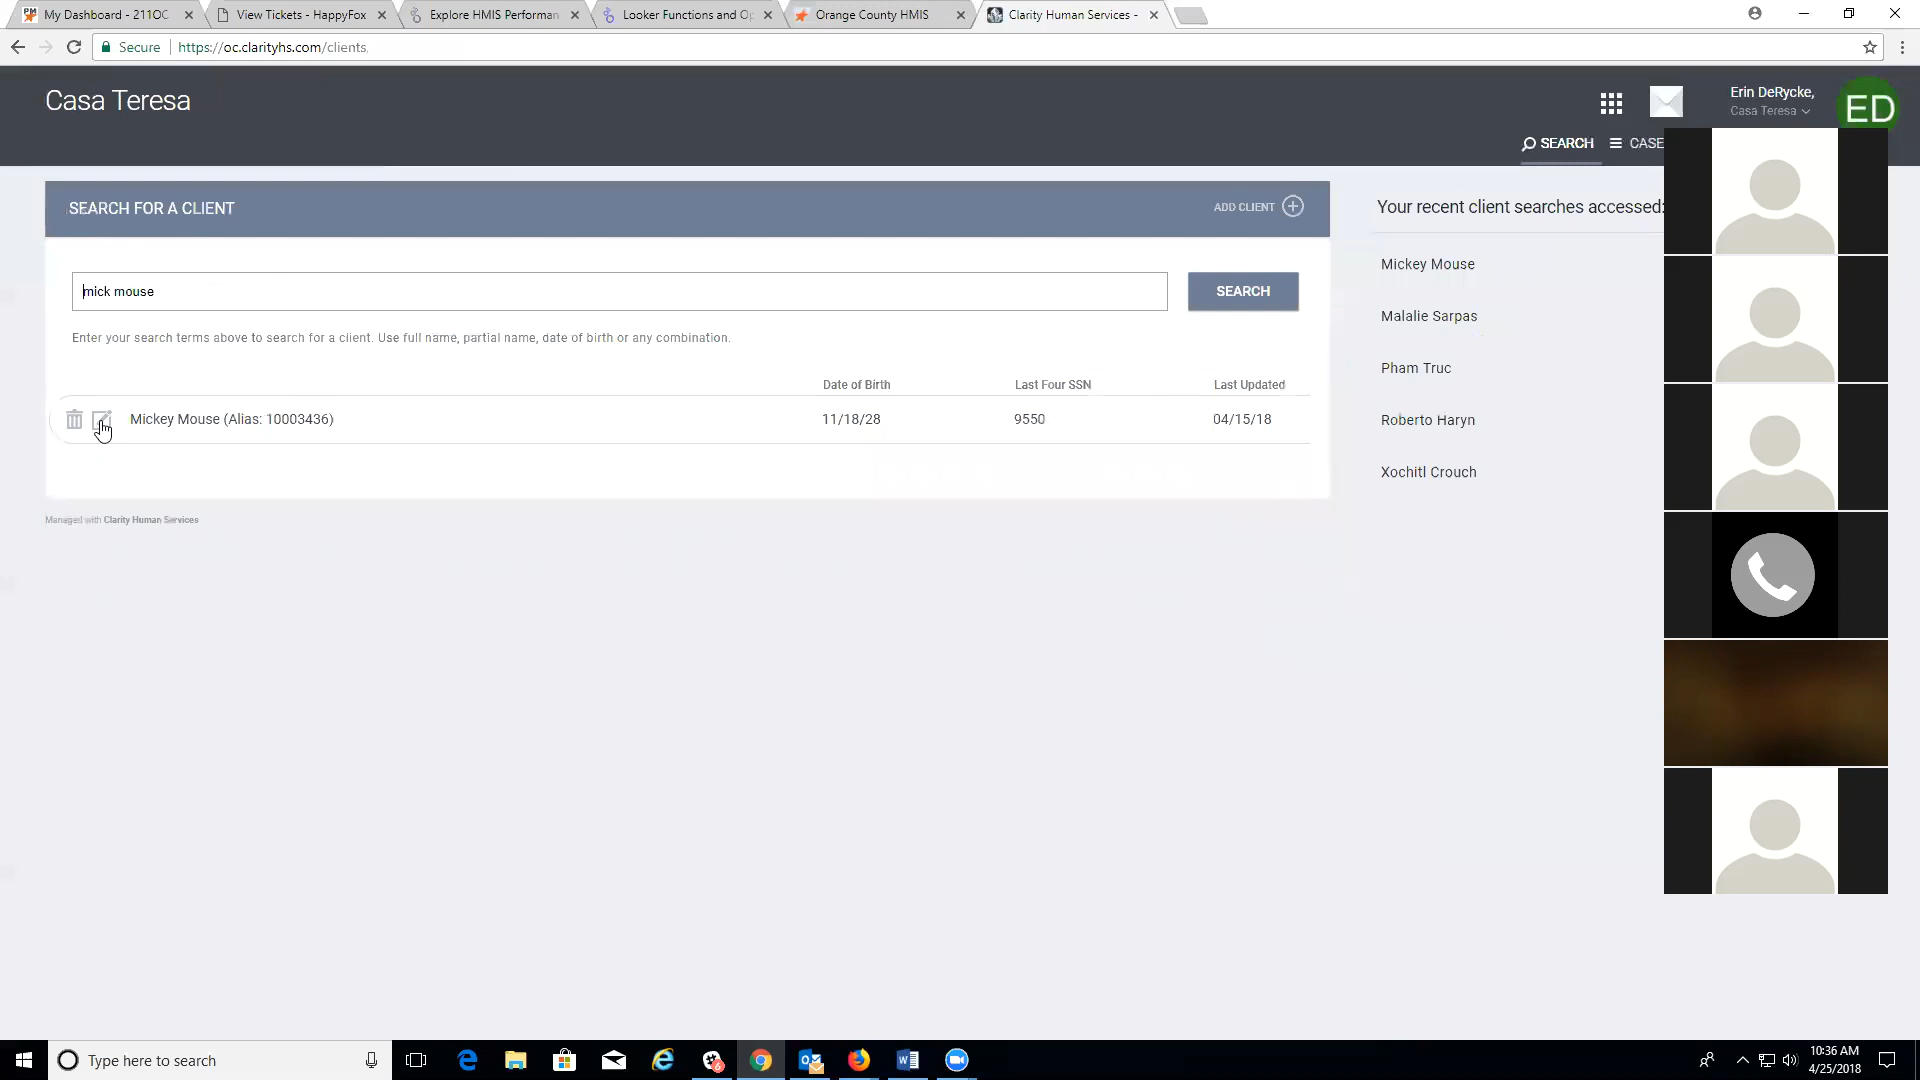 My Dashboard - 211OC
View Tickets - HappyFox
Explore HMIS Performan
Looker Functions and Op
Orange County HMIS
Clarity Human Services -
Secure
https://oc.clarityhs.com/clients
Casa Teresa
Erin DeRycke,
Casa Teresa
ED
SEARCH
CASE
SEARCH FOR A CLIENT
ADD CLIENT
mick mouse
SEARCH
Enter your search terms above to search for a client. Use full name, partial name, date of birth or any combination.
Date of Birth
Last Four SSN
Last Updated
Mickey Mouse (Alias: 10003436)
11/18/28
9550
04/15/18
Managed with Clarity Human Services
Your recent client searches accessed:
Mickey Mouse
Malalie Sarpas
Pham Truc
Roberto Haryn
Xochitl Crouch
Type here to search
6
10:36 AM
4/25/2018